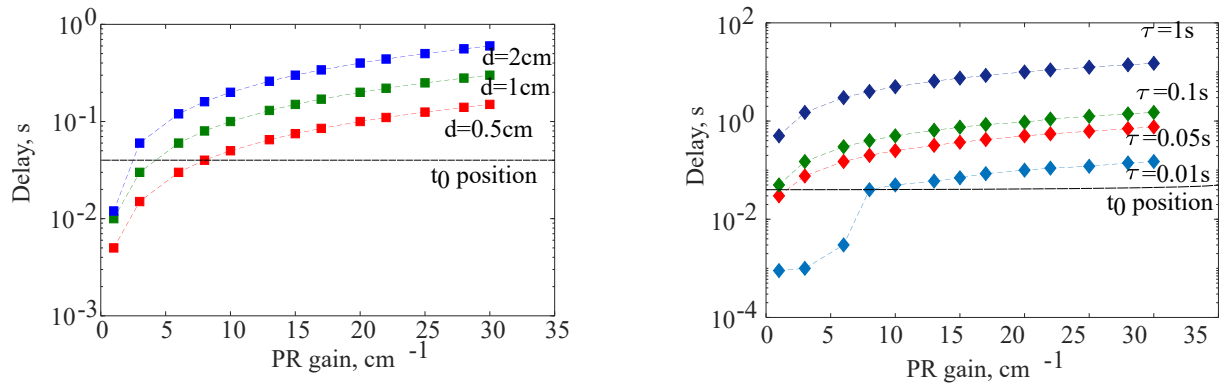 10^0
10^-1
10^-2
10^-3
Delay, s
d=2cm
d=1cm
d=0.5cm
t0 position
0 5 10 15 20 25 30 35
PR gain, cm -1
10^2
10^0
10^-2
10^-4
Delay, s
τ=1s
τ=0.1s
τ=0.05s
τ=0.01s
t0 position
0 5 10 15 20 25 30 35
PR gain, cm -1